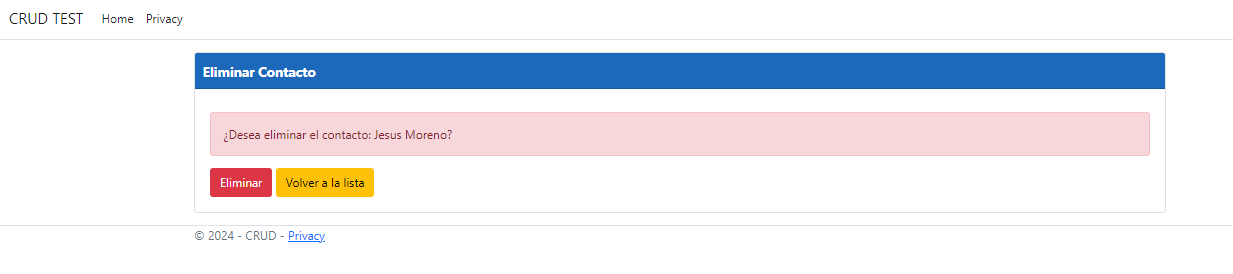 CRUD TEST Home Privacy
Eliminar Contacto
¿Desea eliminar el contacto: Jesus Moreno?
Eliminar Volver a la lista
© 2024 - CRUD - Privacy